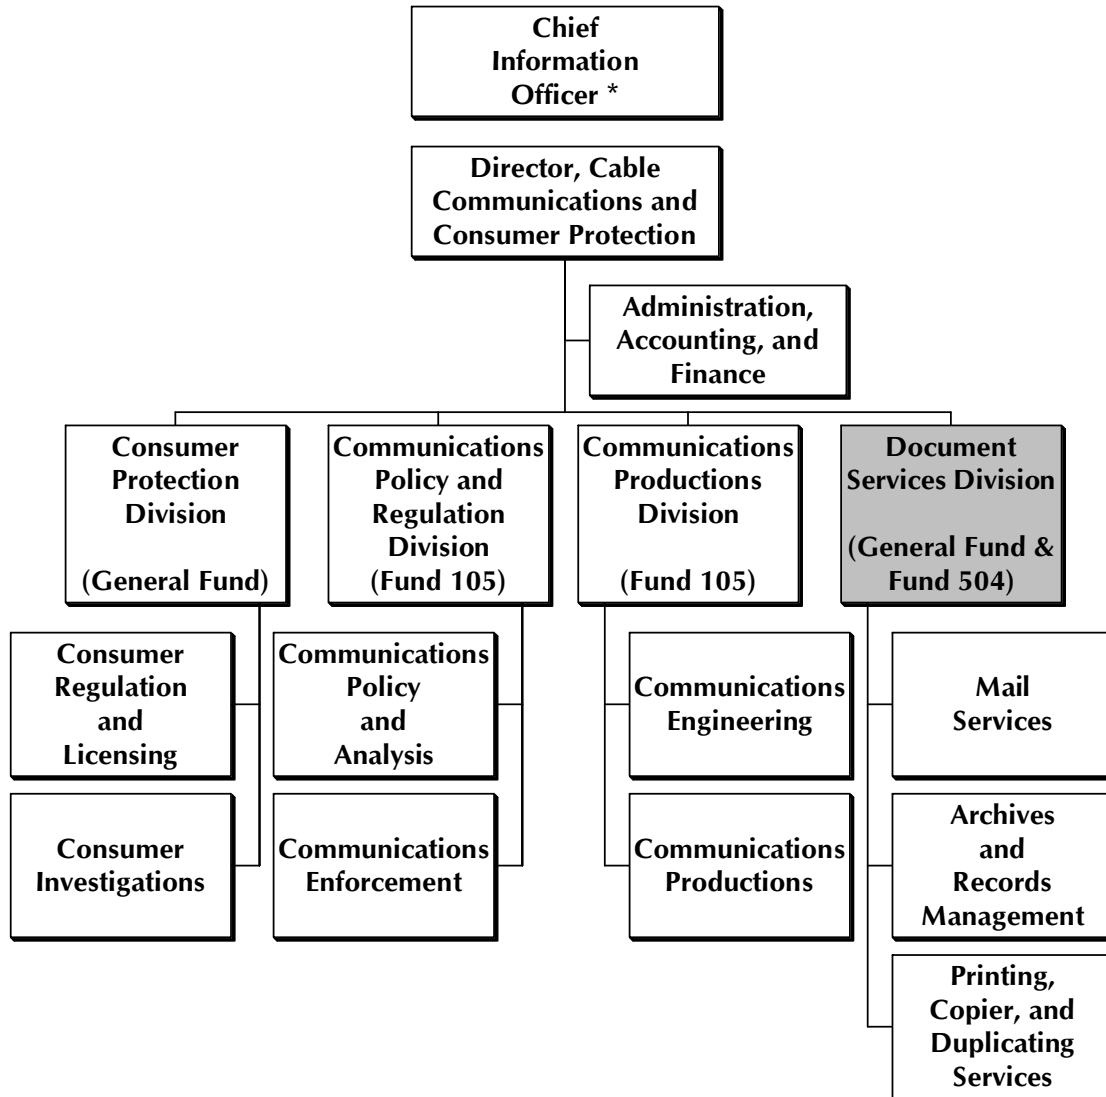 Chief
Information
Officer *
Director, Cable
Communications and
Consumer Protection
Administration,
Accounting, and
Finance
Consumer
Protection
Division
(General Fund)
Communications
Policy and
Regulation
Division
(Fund 105)
Communications
Productions
Division
(Fund 105)
Document
Services Division
(General Fund &
Fund 504)
Consumer
Regulation
and
Licensing
Communications
Policy
and
Analysis
Communications
Engineering
Mail
Services
Consumer
Investigations
Communications
Enforcement
Communications
Productions
Archives
and
Records
Management
Printing,
Copier, and
Duplicating
Services